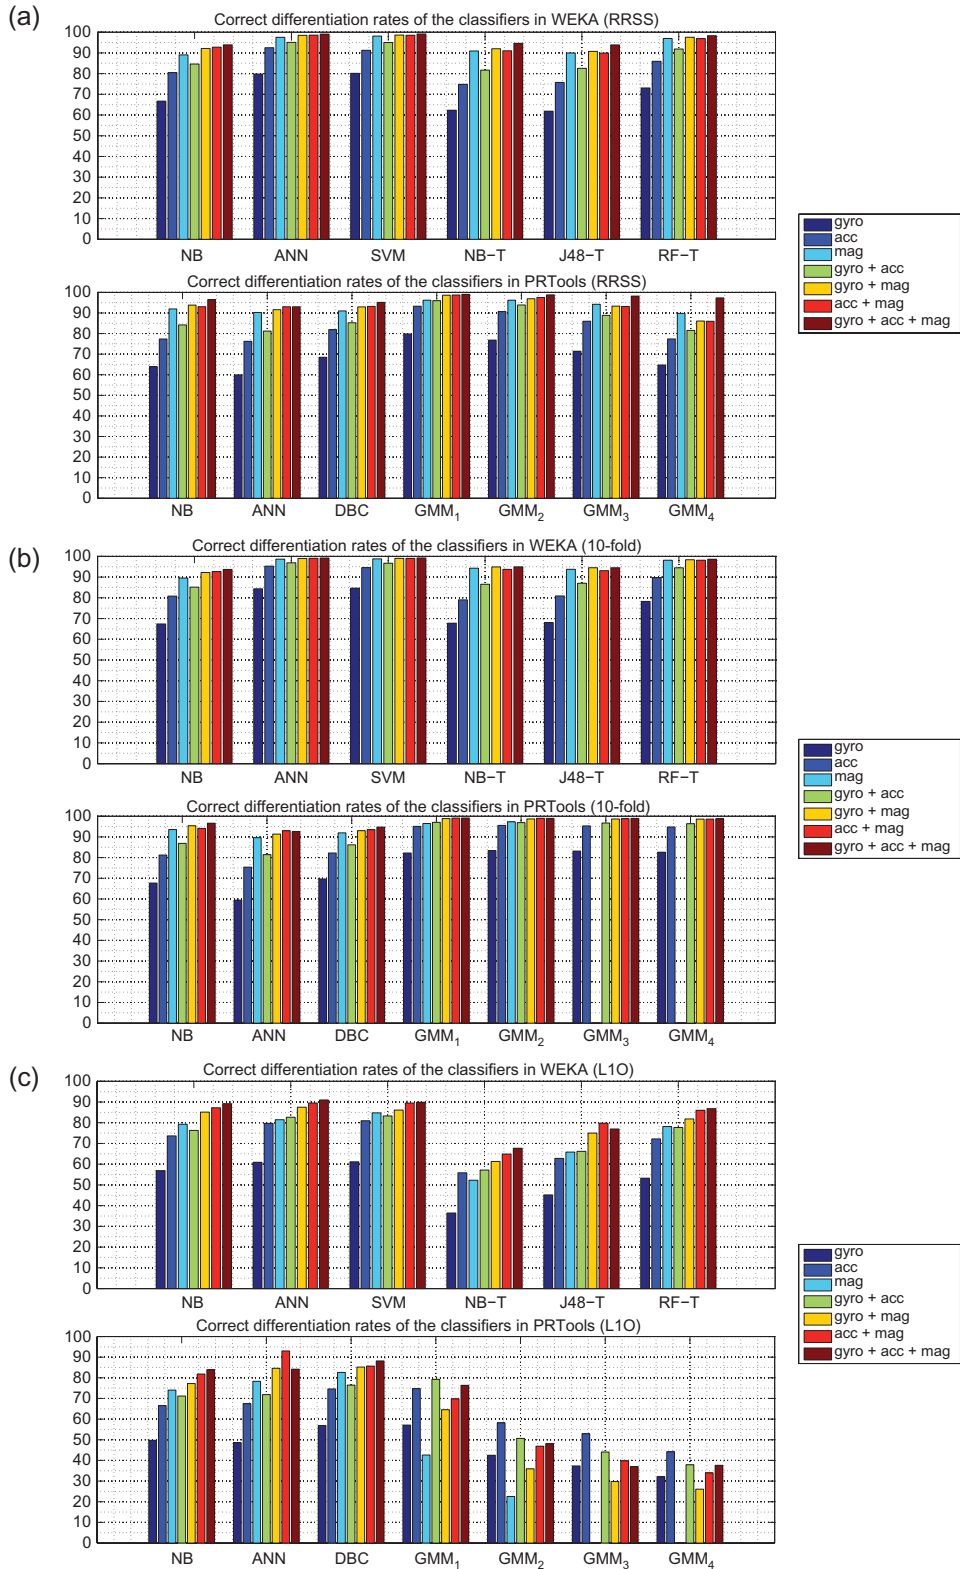 (a)
Correct differentiation rates of the classifiers in WEKA (RRSS)
100
90
80
70
60
50
40
30
20
10
0
NB ANN SVM NB−T J48−T RF−T
Correct differentiation rates of the classifiers in PRTools (RRSS)
100
90
80
70
60
50
40
30
20
10
0
NB ANN DBC GMM1 GMM2 GMM3 GMM4
gyro
acc
mag
gyro + acc
gyro + mag
acc + mag
gyro + acc + mag
(b)
Correct differentiation rates of the classifiers in WEKA (10-fold)
100
90
80
70
60
50
40
30
20
10
0
NB ANN SVM NB−T J48−T RF−T
Correct differentiation rates of the classifiers in PRTools (10-fold)
100
90
80
70
60
50
40
30
20
10
0
NB ANN DBC GMM1 GMM2 GMM3 GMM4
gyro
acc
mag
gyro + acc
gyro + mag
acc + mag
gyro + acc + mag
(c)
Correct differentiation rates of the classifiers in WEKA (L1O)
100
90
80
70
60
50
40
30
20
10
0
NB ANN SVM NB−T J48−T RF−T
Correct differentiation rates of the classifiers in PRTools (L1O)
100
90
80
70
60
50
40
30
20
10
0
NB ANN DBC GMM1 GMM2 GMM3 GMM4
gyro
acc
mag
gyro + acc
gyro + mag
acc + mag
gyro + acc + mag